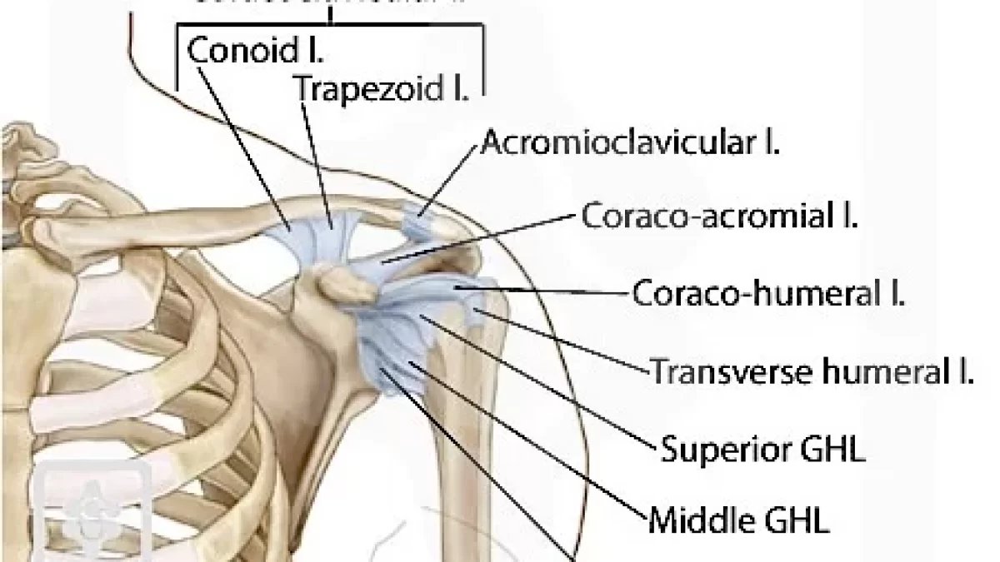 Conoid l.
Trapezoid l.
Acromioclavicular l.
Coraco-acromial l.
Coraco-humeral l.
Transverse humeral l.
Superior GHL
Middle GHL